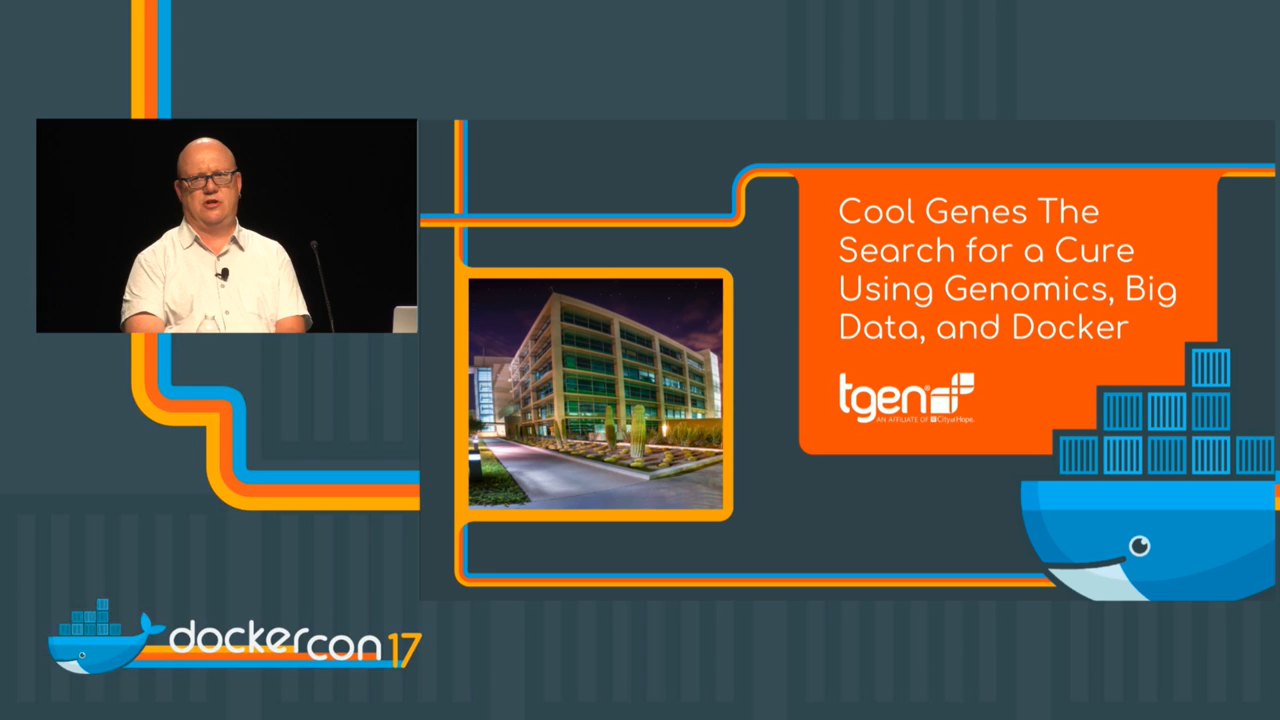 Cool Genes The
Search for a Cure
Using Genomics, Big
Data, and Docker
tgen®
AN AFFILIATE OF City of Hope.
dockercon17